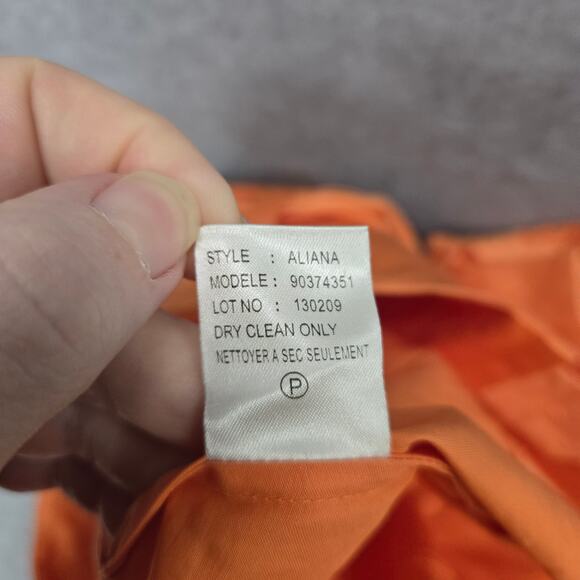 STYLE : ALIANA
MODELE : 90374351
LOT NO : 130209
DRY CLEAN ONLY
NETTOYER A SEC SEULEMENT
P